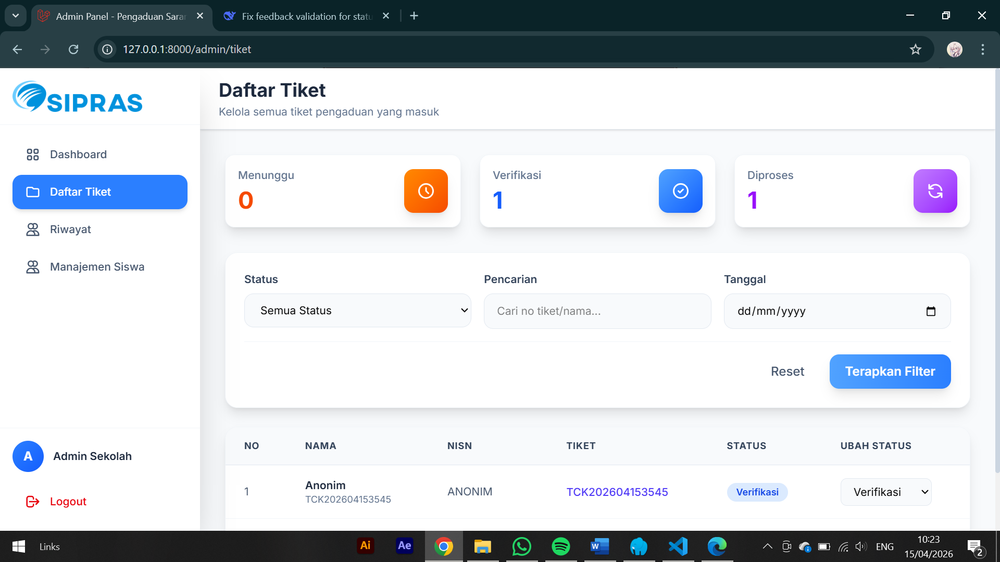 Admin Panel - Pengaduan Sarar
Fix feedback validation for statu
127.0.0.1:8000/admin/tiket
SIPRAS
Dashboard
Daftar Tiket
Riwayat
Manajemen Siswa
A
Admin Sekolah
Logout
Daftar Tiket
Kelola semua tiket pengaduan yang masuk
Menunggu
0
Verifikasi
1
Diproses
1
Status
Semua Status
Pencarian
Cari no tiket/nama...
Tanggal
dd/mm/yyyy
Reset
Terapkan Filter
NO NAMA NISN TIKET STATUS UBAH STATUS
1 Anonim ANONIM TCK202604153545 Verifikasi Verifikasi
TCK202604153545
Links
Ai
Ae
W
ENG
10:23
15/04/2026
2